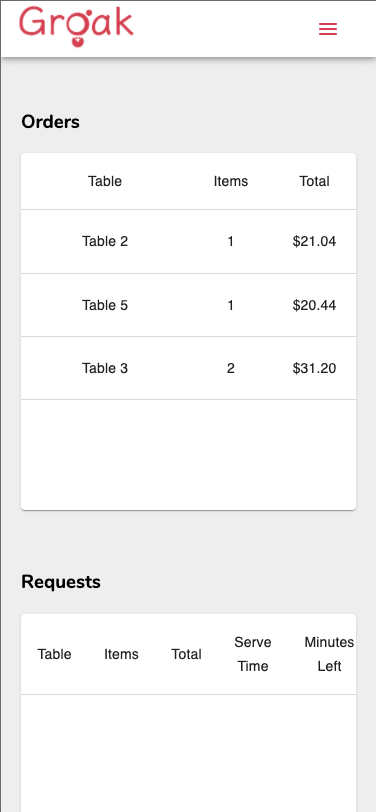 Groak
Orders
Table Items Total
Table 2 1 $21.04
Table 5 1 $20.44
Table 3 2 $31.20
Requests
Table Items Total Serve Time Minutes Left